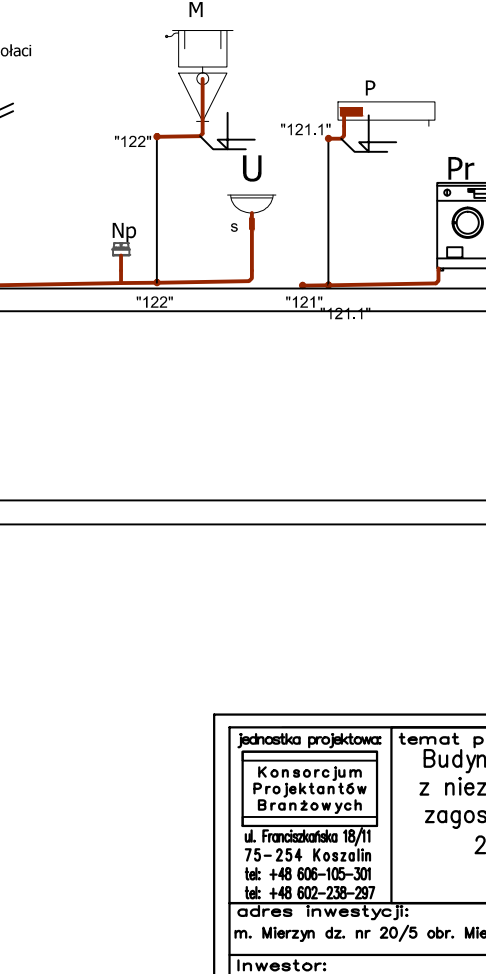 M
ołaci
P
"122"
"121.1"
U
Pr
s
Np
"122"
"121"
"121.1"
jednostka projektowa:
temat p
Konsorcjum
Projektantów
Branżowych
ul. Franciszkańska 18/11
75-254 Koszalin
tel: +48 606-105-301
tel: +48 602-238-297
Budyn
z niez
zagos
2
adres inwestycji:
m. Mierzyn dz. nr 20/5 obr. Mie
Inwestor: